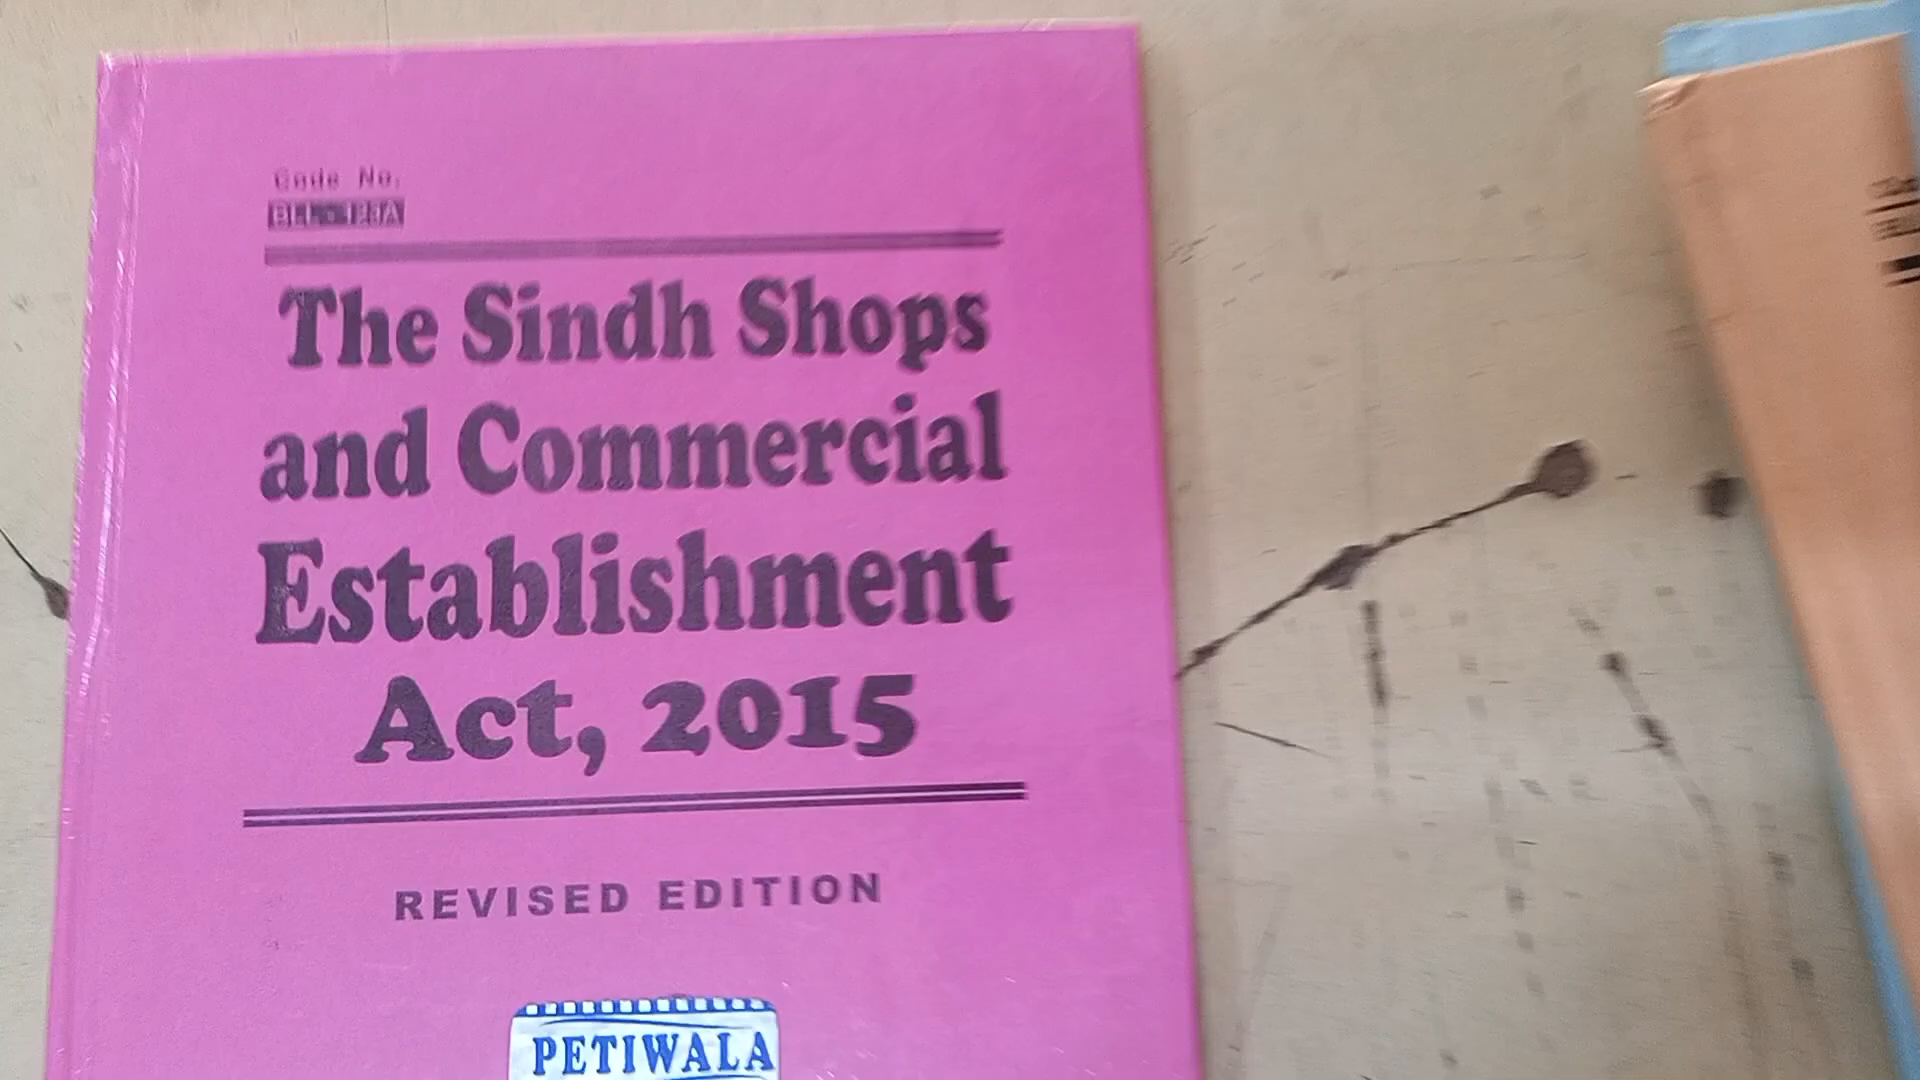 Code No.
The Sindh Shops
and Commercial
Establishment
Act, 2015
REVISED EDITION
PETIWALA